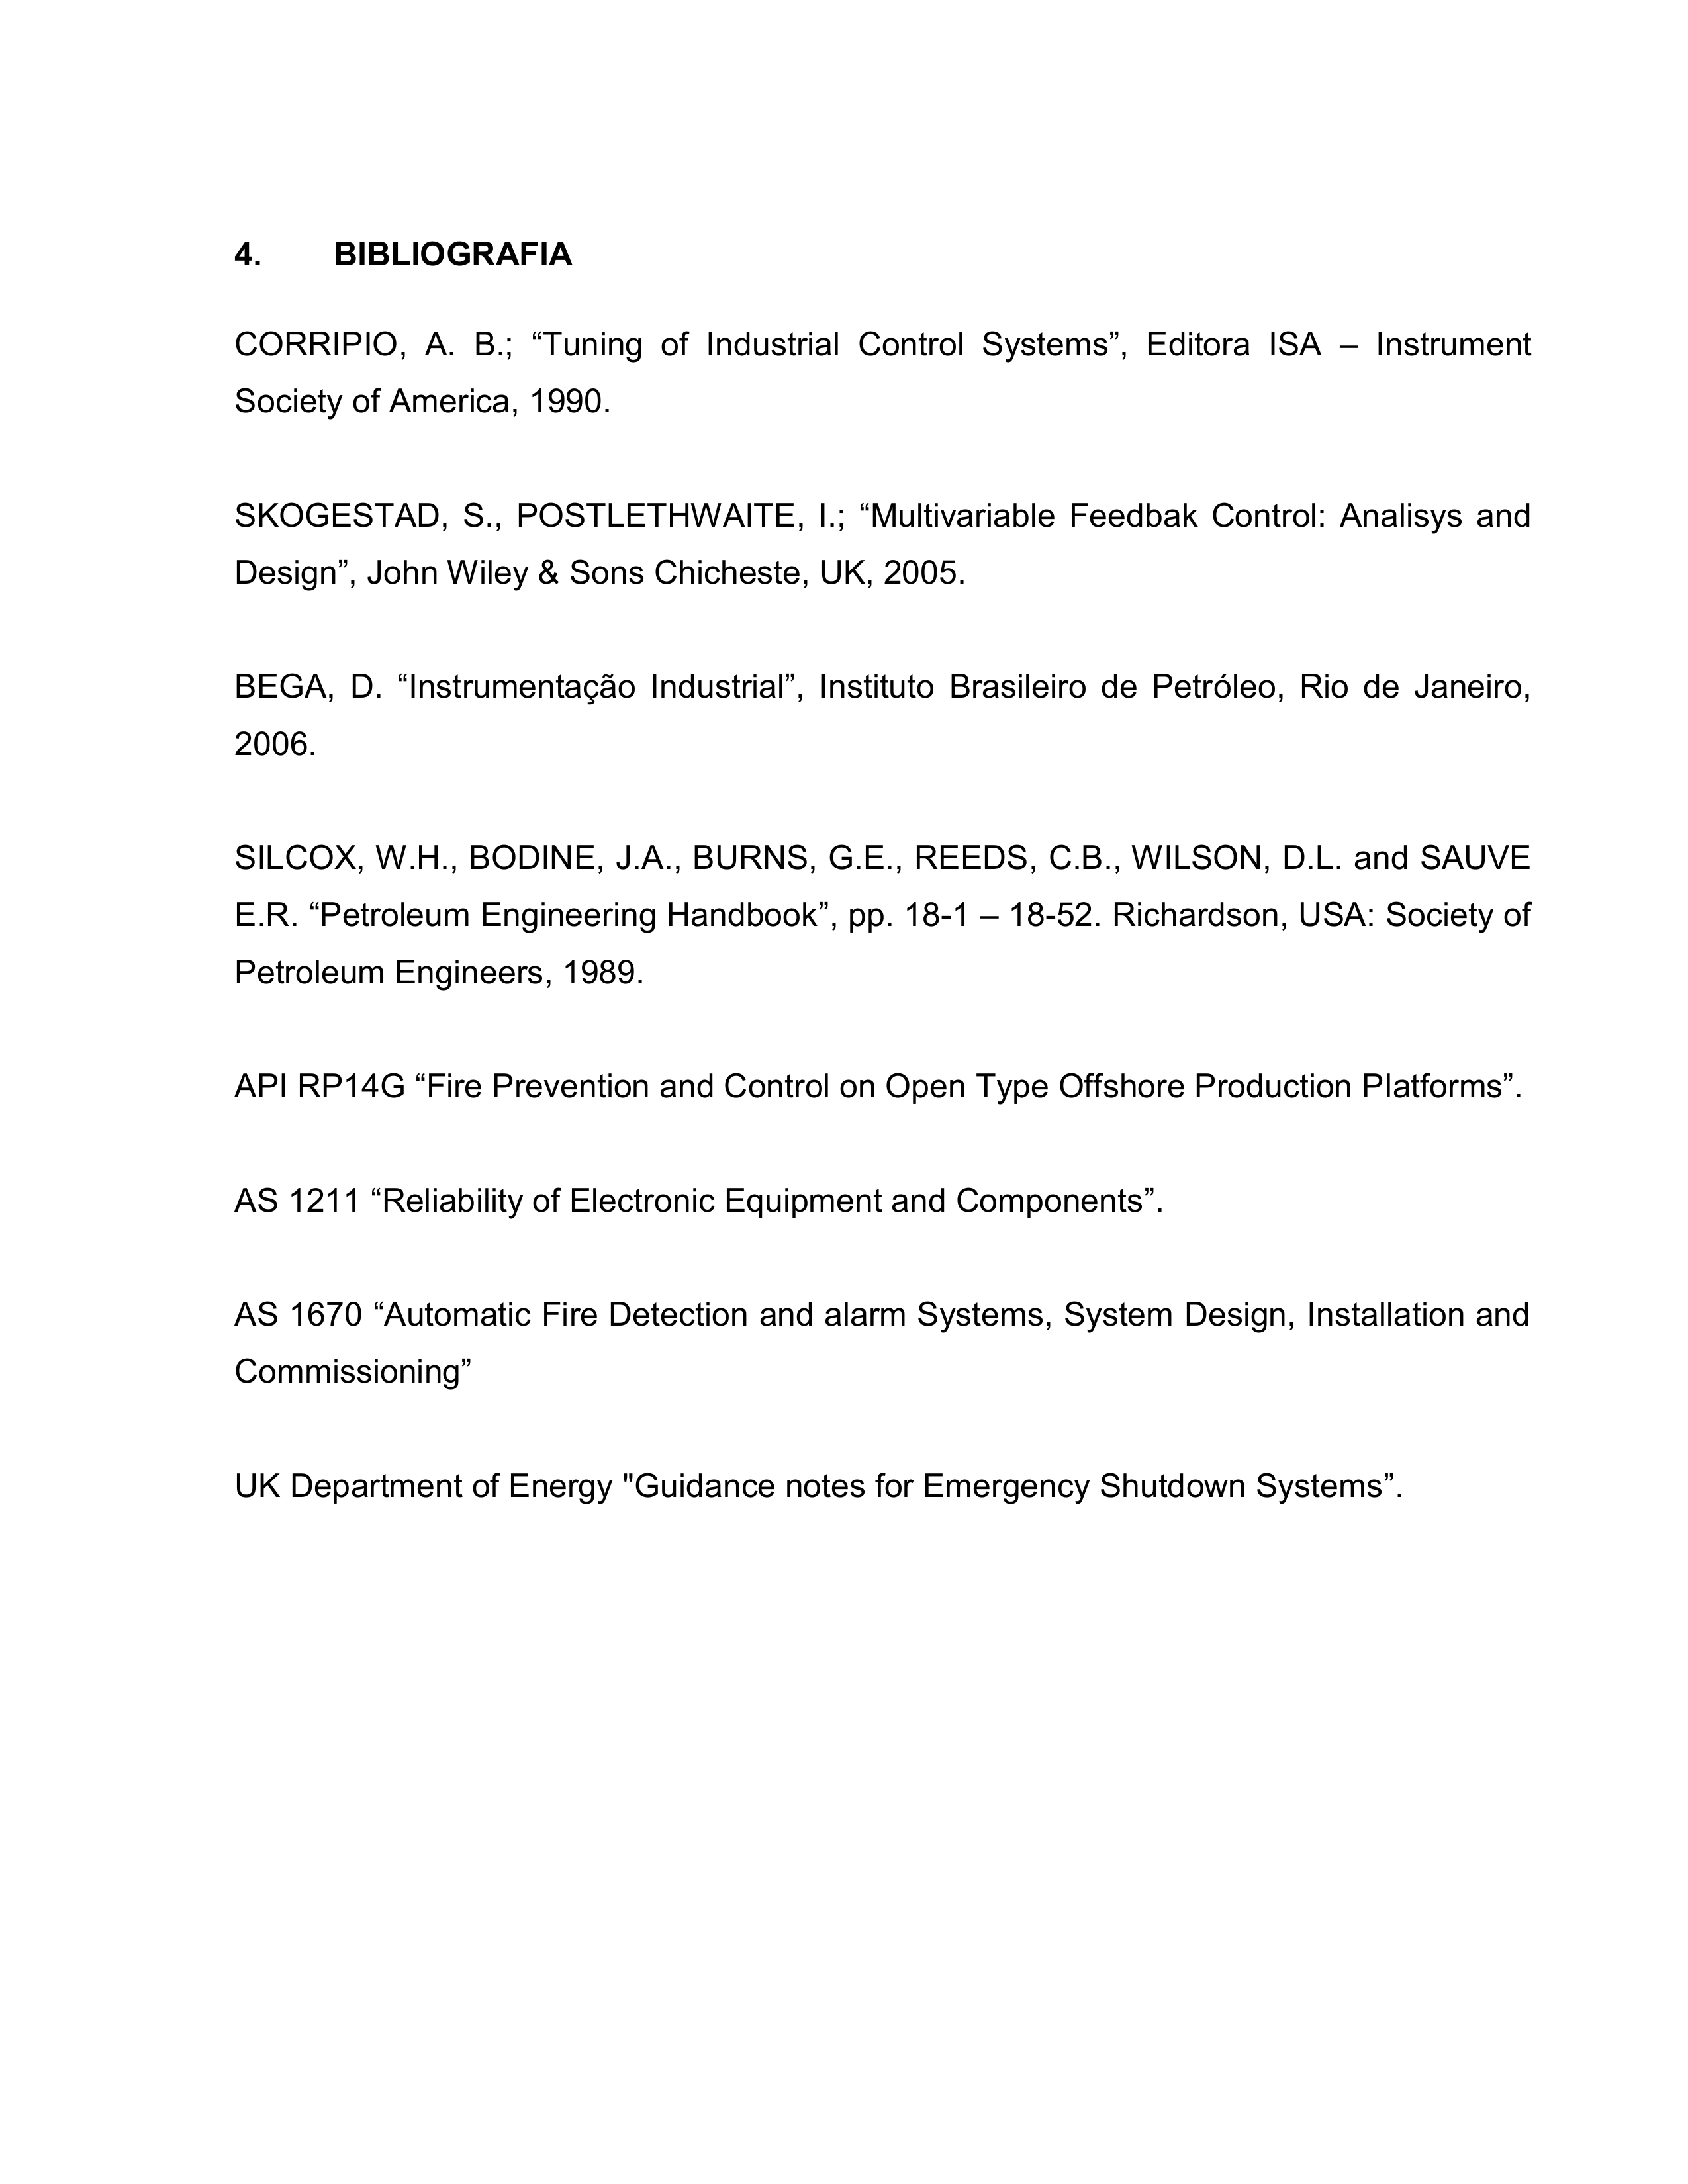 4. BIBLIOGRAFIA
CORRIPIO, A. B.; “Tuning of Industrial Control Systems”, Editora ISA – Instrument
Society of America, 1990.
SKOGESTAD, S., POSTLETHWAITE, I.; “Multivariable Feedbak Control: Analisys and
Design”, John Wiley & Sons Chicheste, UK, 2005.
BEGA, D. “Instrumentação Industrial”, Instituto Brasileiro de Petróleo, Rio de Janeiro,
2006.
SILCOX, W.H., BODINE, J.A., BURNS, G.E., REEDS, C.B., WILSON, D.L. and SAUVE
E.R. “Petroleum Engineering Handbook”, pp. 18-1 – 18-52. Richardson, USA: Society of
Petroleum Engineers, 1989.
API RP14G “Fire Prevention and Control on Open Type Offshore Production Platforms”.
AS 1211 “Reliability of Electronic Equipment and Components”.
AS 1670 “Automatic Fire Detection and alarm Systems, System Design, Installation and
Commissioning”
UK Department of Energy "Guidance notes for Emergency Shutdown Systems”.